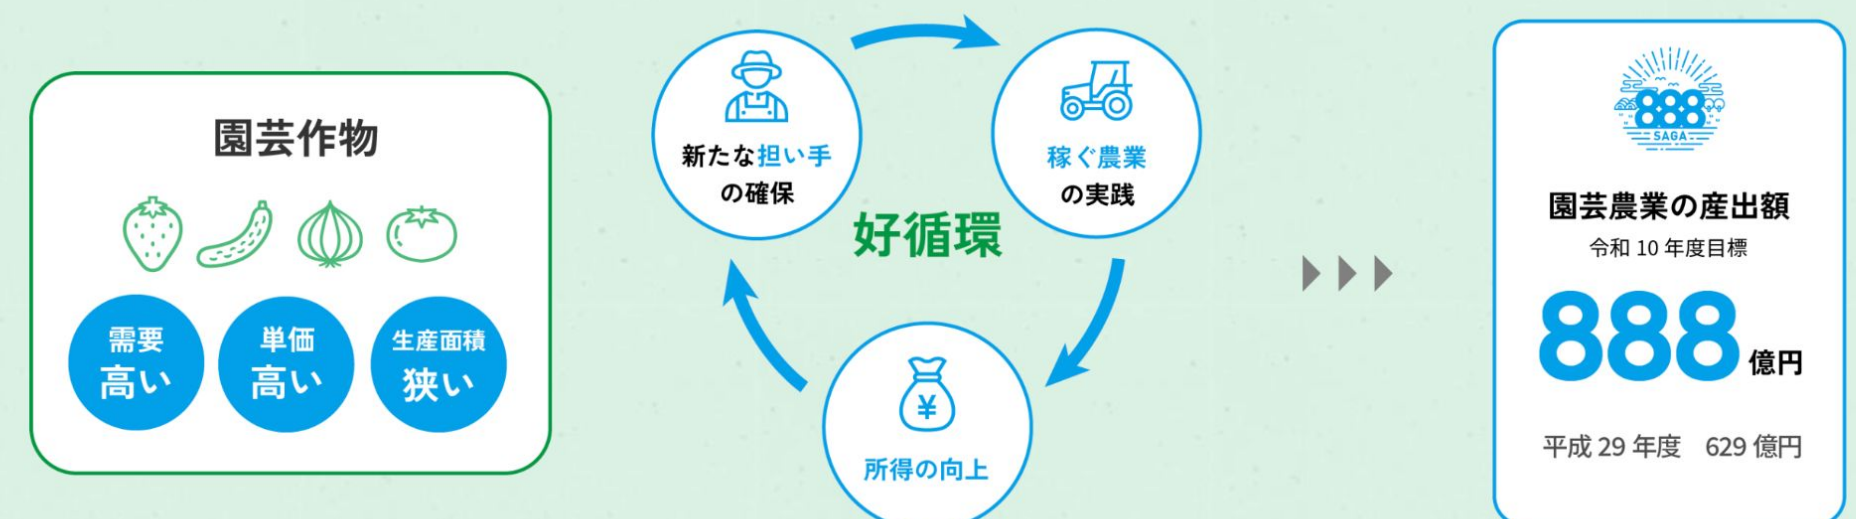 園芸作物
需要
高い
単価
高い
生産面積
狭い
新たな担い手
の確保
稼ぐ農業
の実践
好循環
¥
所得の向上
888
SAGA
園芸農業の産出額
令和 10 年度目標
888億円
平成 29 年度　629 億円